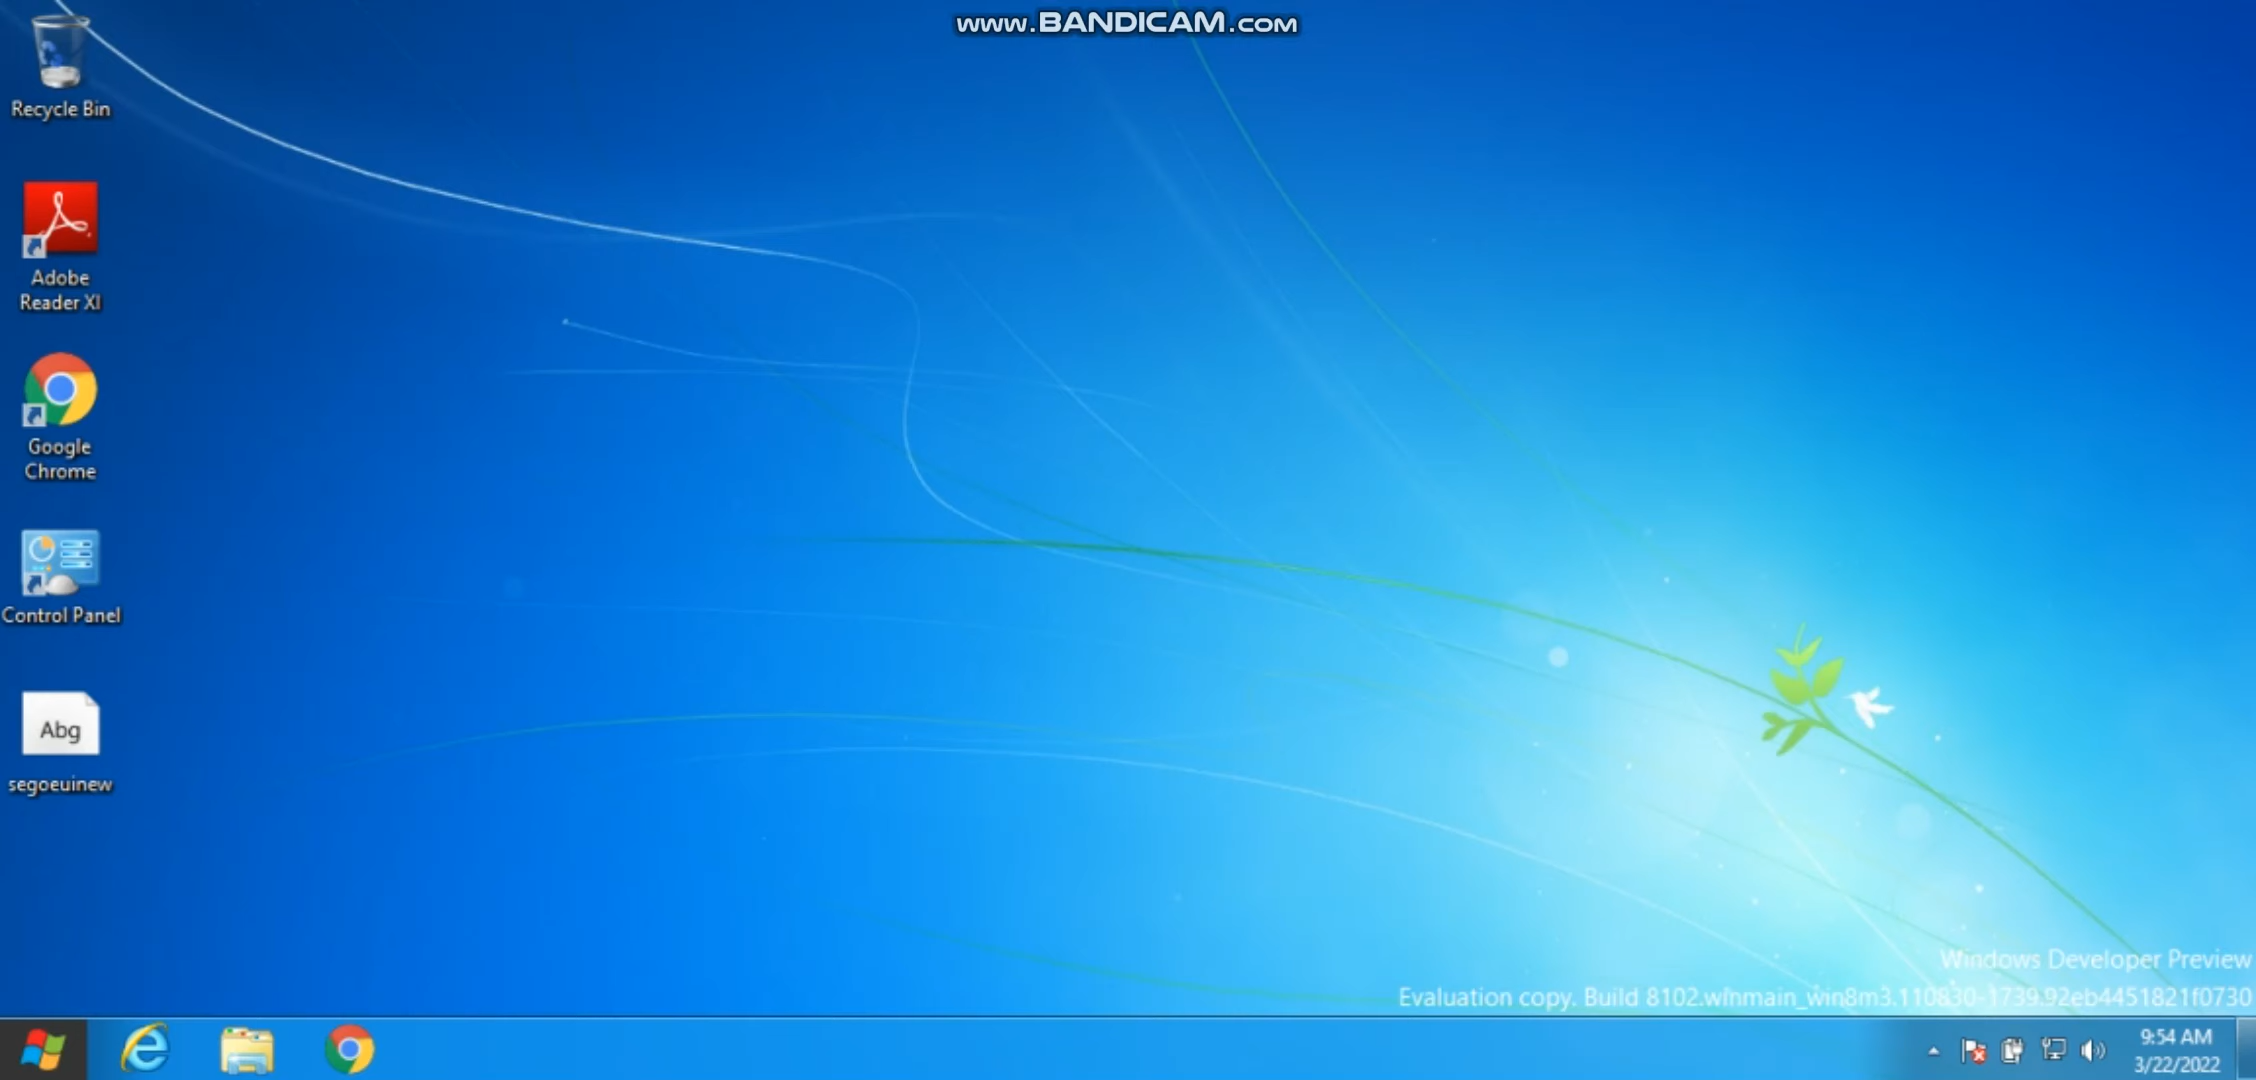 www.BANDICAM.com
Recycle Bin
Adobe
Reader XI
Google
Chrome
Control Panel
Abg
segoeuinew
Windows Developer Preview
Evaluation copy. Build 8102.winmain_win8m3.110830-1739.92eb4451821f0730
9:54 AM
3/22/2022